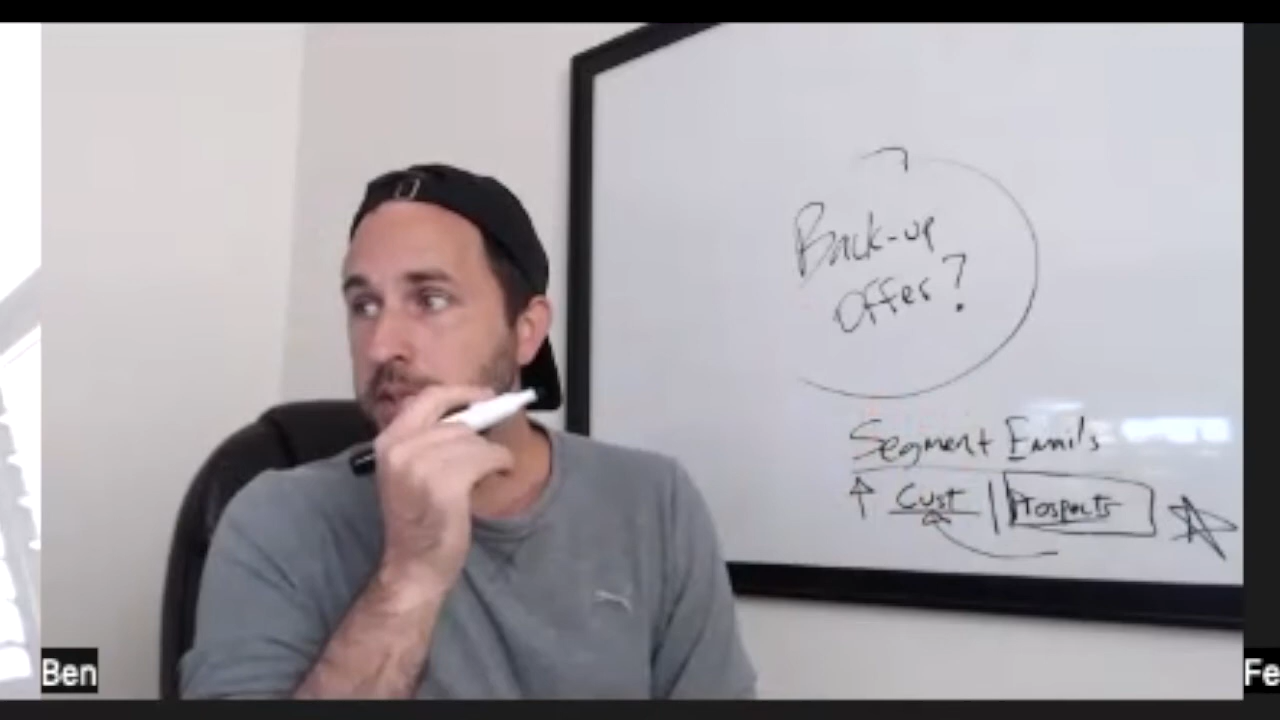 Back-up
Offer?
Segment Emails
Cust | Prospects
Ben
Fe